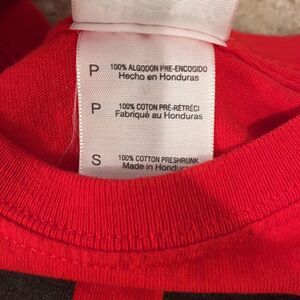 P 100% ALGODON PRE-ENCOGIDO
Hecho en Honduras
P 100% COTON PRÉ-RÉTRÉCI
Fabriqué au Honduras
S 100% COTTON PRESHRUNK
Made in Honduras